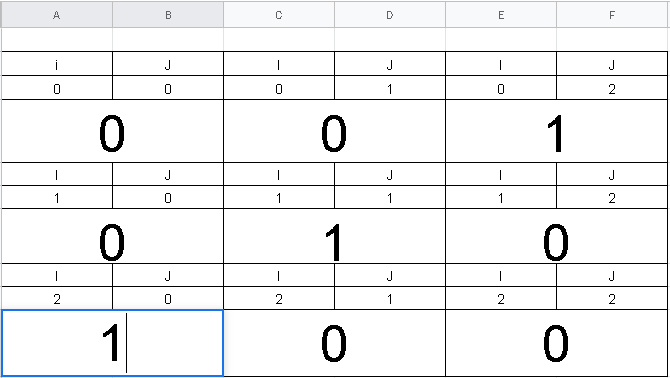 A B C D E F
i J I J I J
0 0 0 1 0 2
0 0 1
I J I J I J
1 0 1 1 1 2
0 1 0
I J I J I J
2 0 2 1 2 2
1 0 0